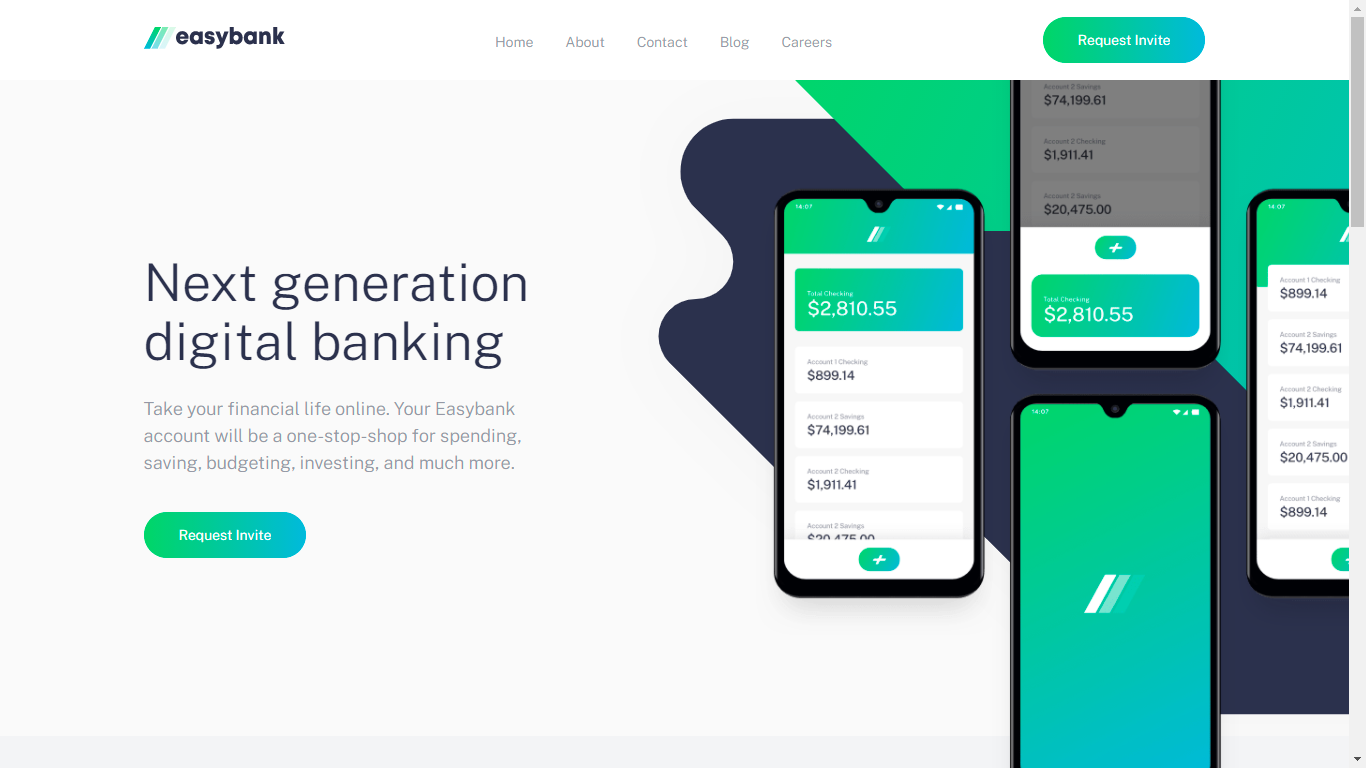 easybank
Home
About
Contact
Blog
Careers
Request Invite
Next generation
digital banking
Take your financial life online. Your Easybank
account will be a one-stop-shop for spending,
saving, budgeting, investing, and much more.
Request Invite
14:07
Total Checking
$2,810.55
Account 1 Checking
$899.14
Account 2 Savings
$74,199.61
Account 2 Checking
$1,911.41
Account 2 Savings
$20,475.00
Account 2 Savings
$74,199.61
Account 2 Checking
$1,911.41
Account 2 Savings
$20,475.00
Total Checking
$2,810.55
14:07
14:07
Account 1 Checking
$899.14
Account 2 Savings
$74,199.61
Account 2 Checking
$1,911.41
Account 2 Savings
$20,475.00
Account 1 Checking
$899.14